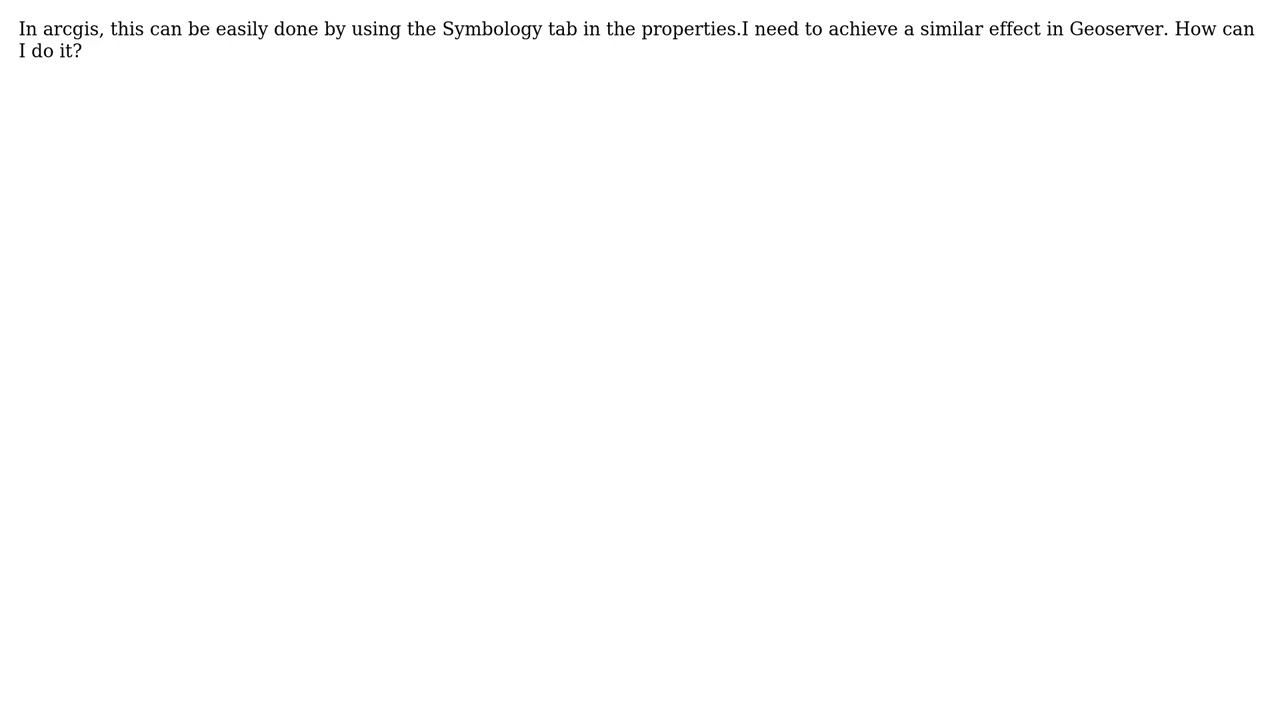 In arcgis, this can be easily done by using the Symbology tab in the properties.I need to achieve a similar effect in Geoserver. How can
I do it?